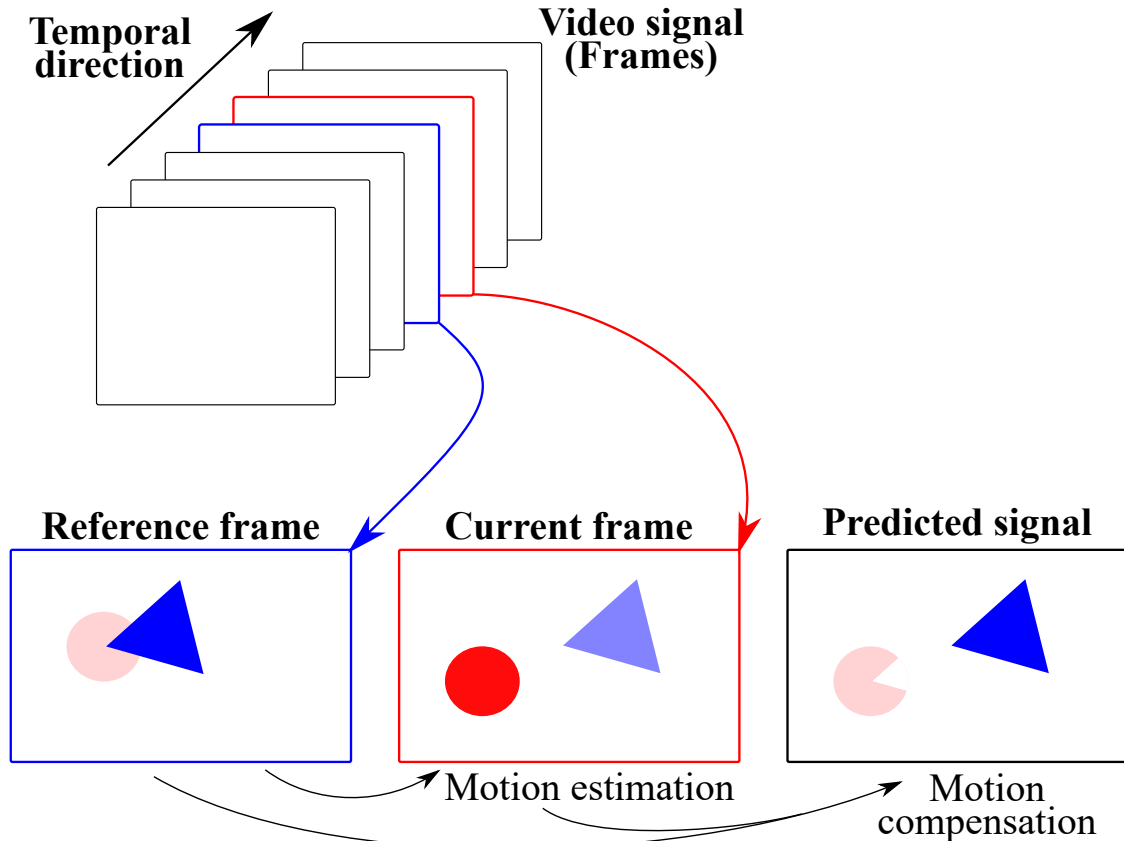 Temporal
direction
Video signal
(Frames)
Reference frame
Current frame
Predicted signal
Motion estimation
Motion
compensation